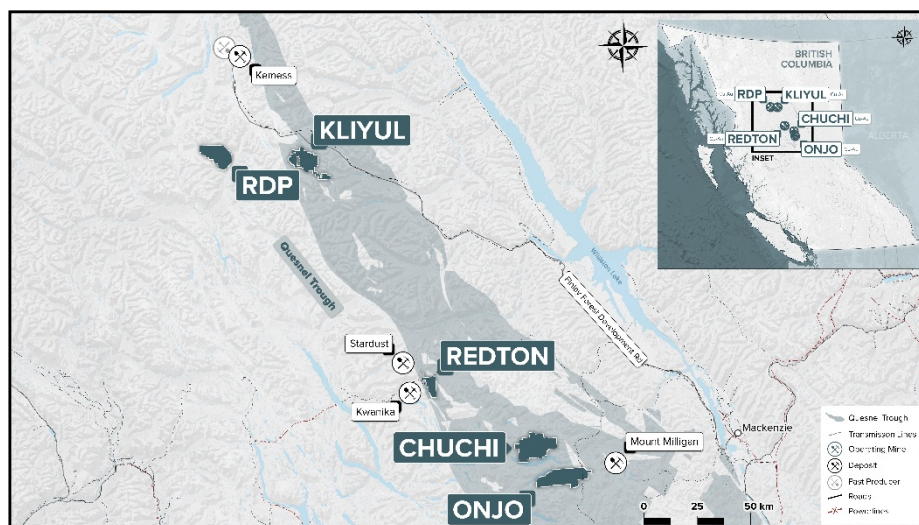 Kemess
KLIYUL
RDP
Quesnel Trough
Williston Lake
Finlay Forest Development Rd
Stardust
REDTON
Kwanika
CHUCHI
Mount Milligan
ONJO
Mackenzie
0 25 50 km
BRITISH
COLUMBIA
ALBERTA
RDP
KLIYUL
CHUCHI
REDTON
ONJO
INSET
Quesnel Trough
Transmisson Lines
Operating Mine
Deposit
Past Producer
Roads
Powerlines